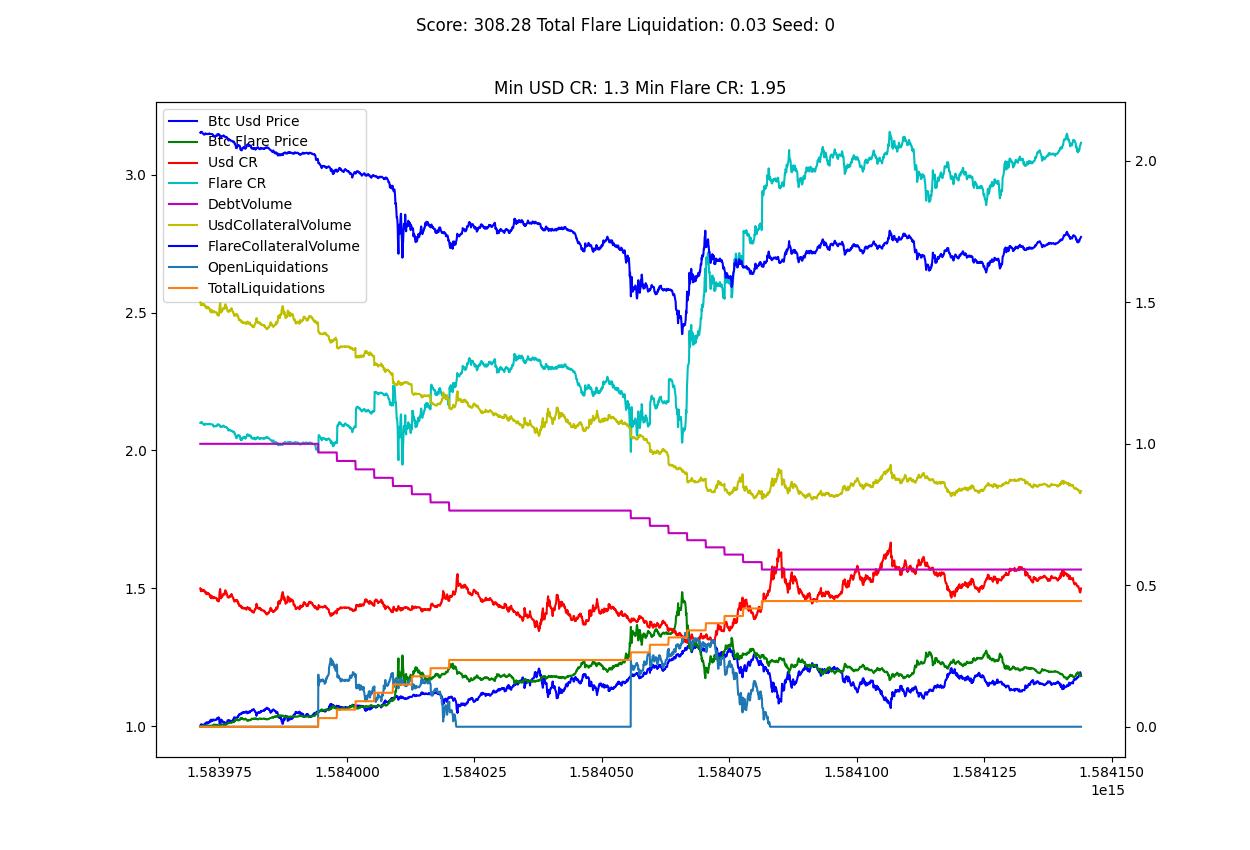 Score: 308.28 Total Flare Liquidation: 0.03 Seed: 0
Min USD CR: 1.3 Min Flare CR: 1.95
Btc Usd Price
Btc Flare Price
Usd CR
Flare CR
DebtVolume
UsdCollateralVolume
FlareCollateralVolume
OpenLiquidations
TotalLiquidations
3.0
2.5
2.0
1.5
1.0
2.0
1.5
1.0
0.5
0.0
1.583975 1.584000 1.584025 1.584050 1.584075 1.584100 1.584125 1.584150
1e15